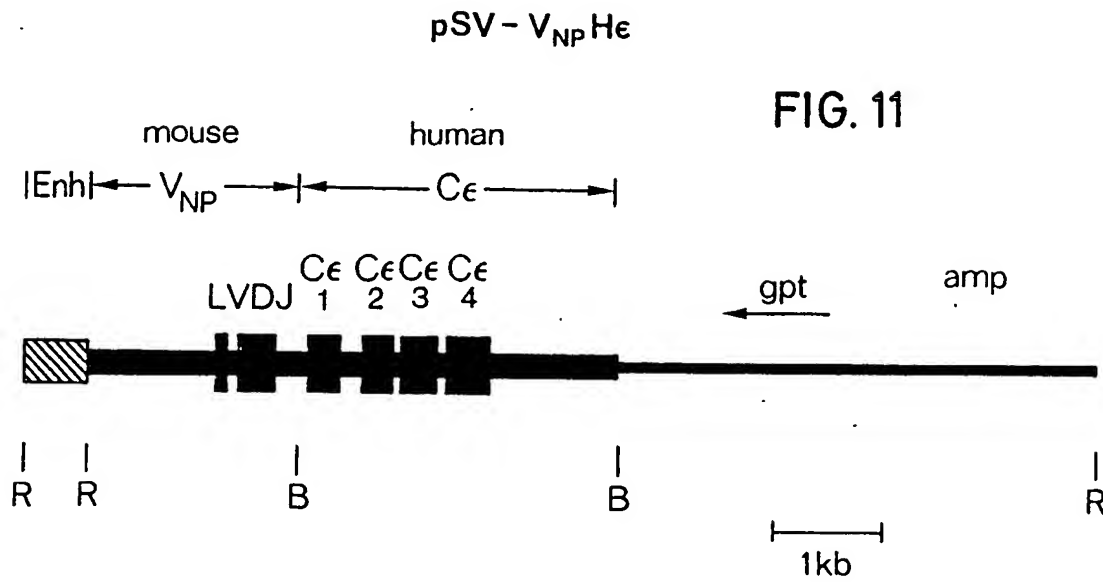 pSV - V_NP Hϵ
FIG. 11
mouse human
|Enh| V_NP Cϵ
LVDJ Cϵ 1 Cϵ 2 Cϵ 3 Cϵ 4
gpt amp
R R B B R
1kb